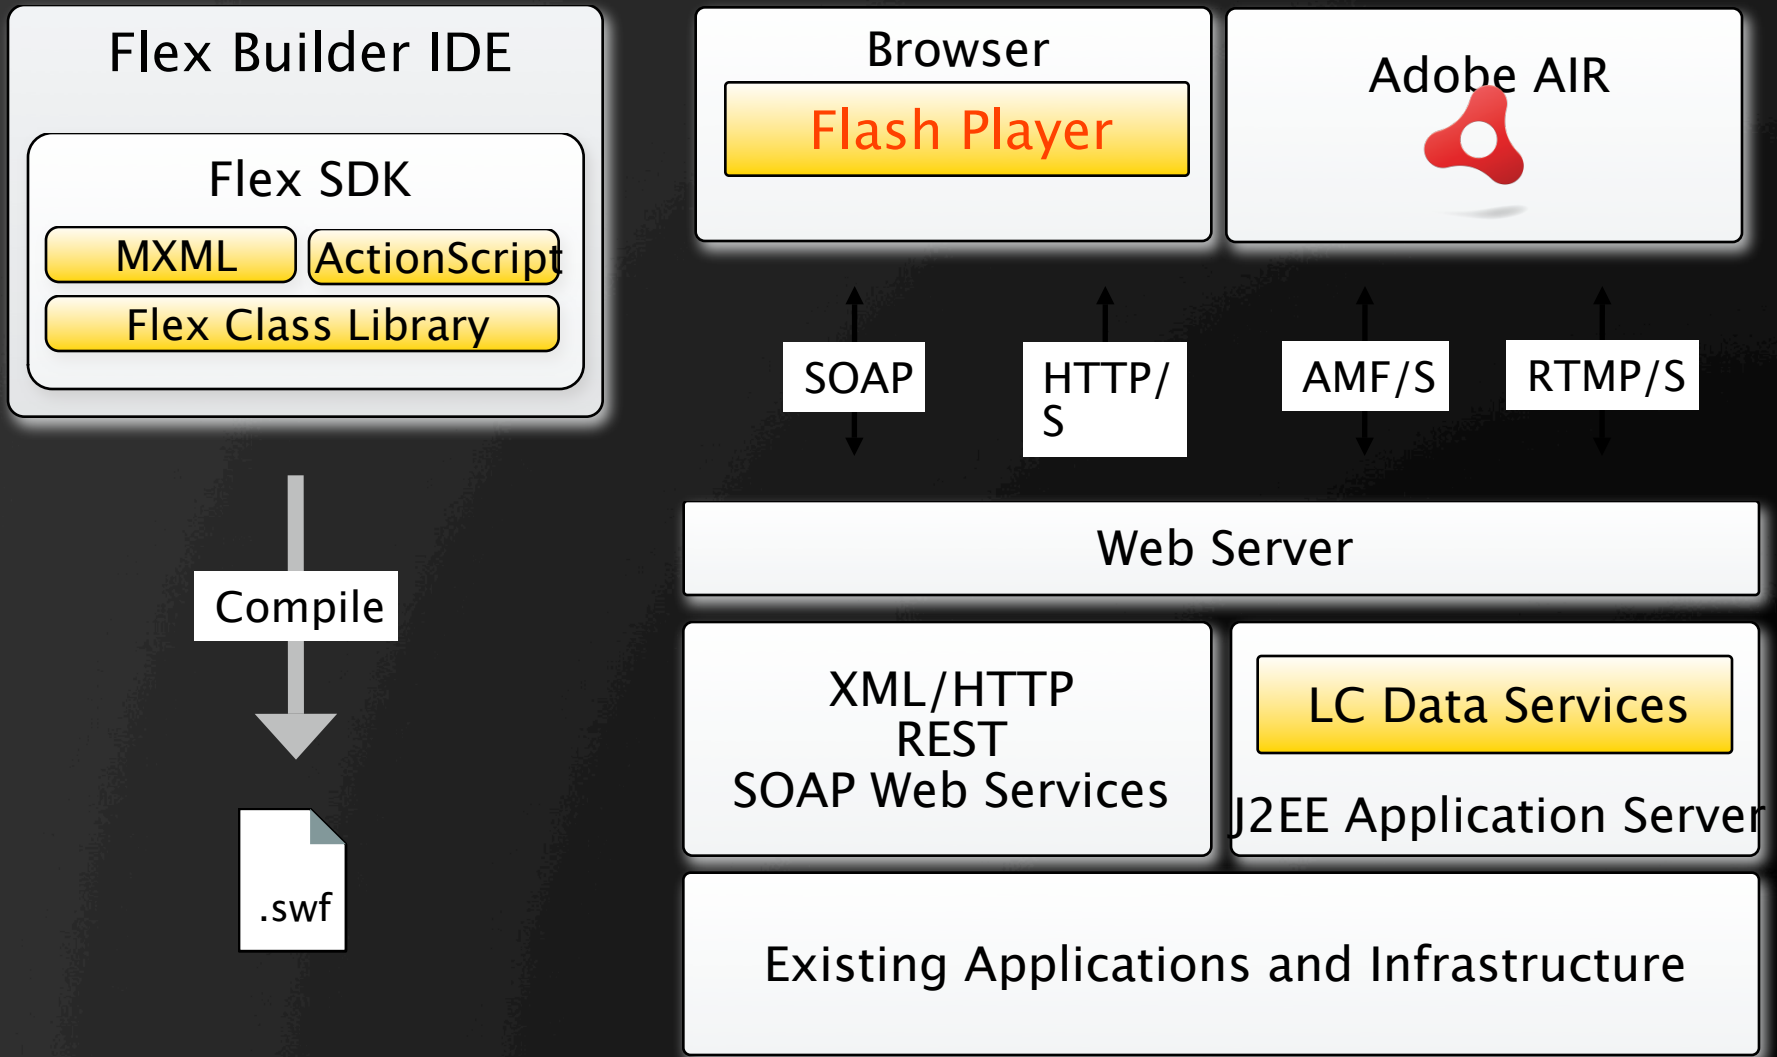 Flex Builder IDE
Flex SDK
MXML
ActionScript
Flex Class Library
Compile
.swf
Browser
Flash Player
Adobe AIR
SOAP
HTTP/
S
AMF/S
RTMP/S
Web Server
XML/HTTP
REST
SOAP Web Services
LC Data Services
J2EE Application Server
Existing Applications and Infrastructure